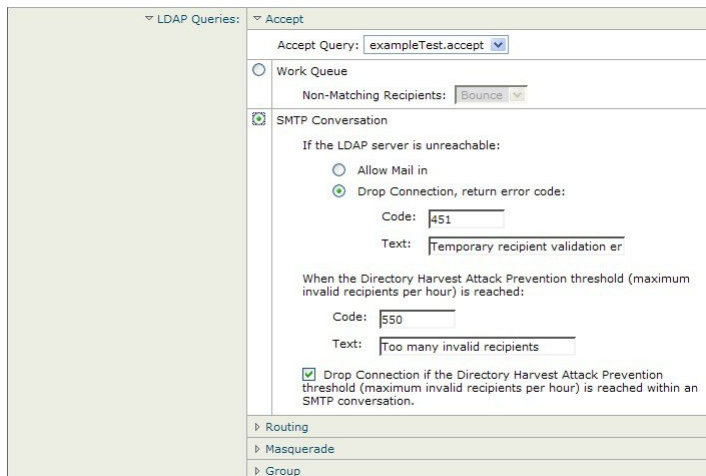 LDAP Queries:
Accept
Accept Query: exampleTest.accept
Work Queue
Non-Matching Recipients: Bounce
SMTP Conversation
If the LDAP server is unreachable:
Allow Mail in
Drop Connection, return error code:
Code: 451
Text: Temporary recipient validation er
When the Directory Harvest Attack Prevention threshold (maximum
invalid recipients per hour) is reached:
Code: 550
Text: Too many invalid recipients
Drop Connection if the Directory Harvest Attack Prevention
threshold (maximum invalid recipients per hour) is reached within an
SMTP conversation.
Routing
Masquerade
Group